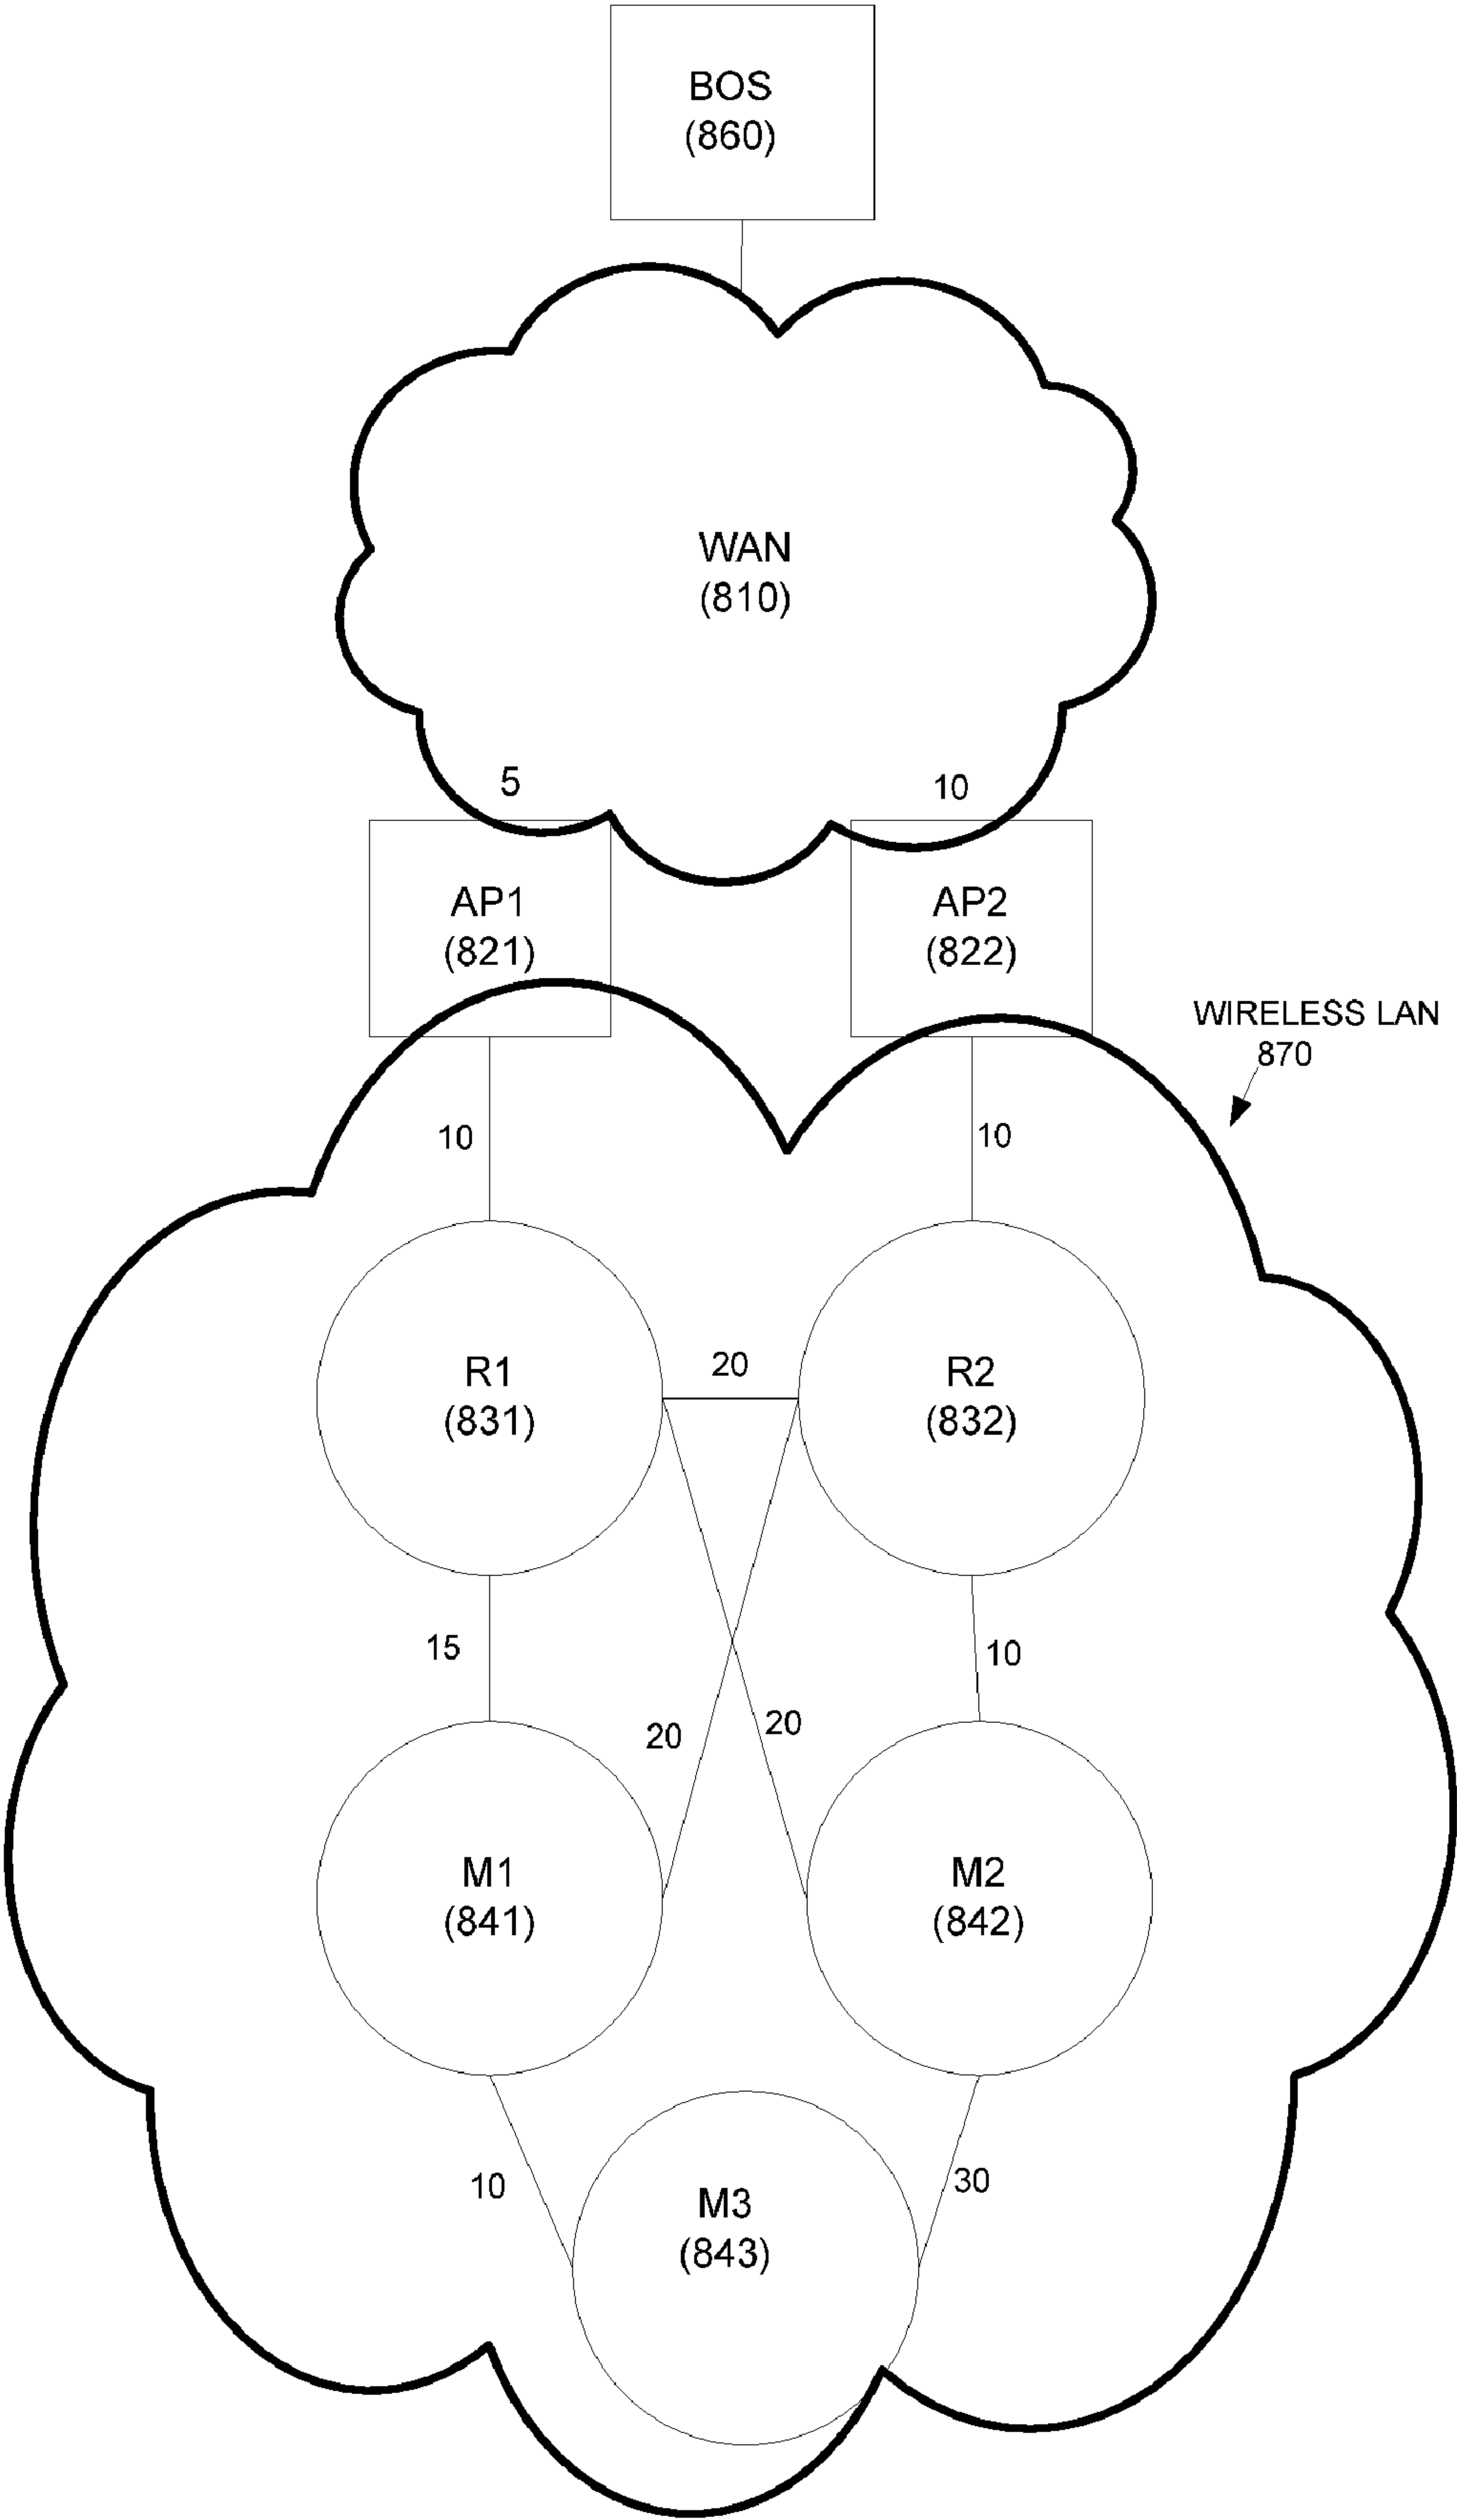 BOS
(860)
WAN
(810)
5
10
AP1
(821)
AP2
(822)
WIRELESS LAN
870
10
10
R1
(831)
20
R2
(832)
15
10
20
20
M1
(841)
M2
(842)
10
30
M3
(843)